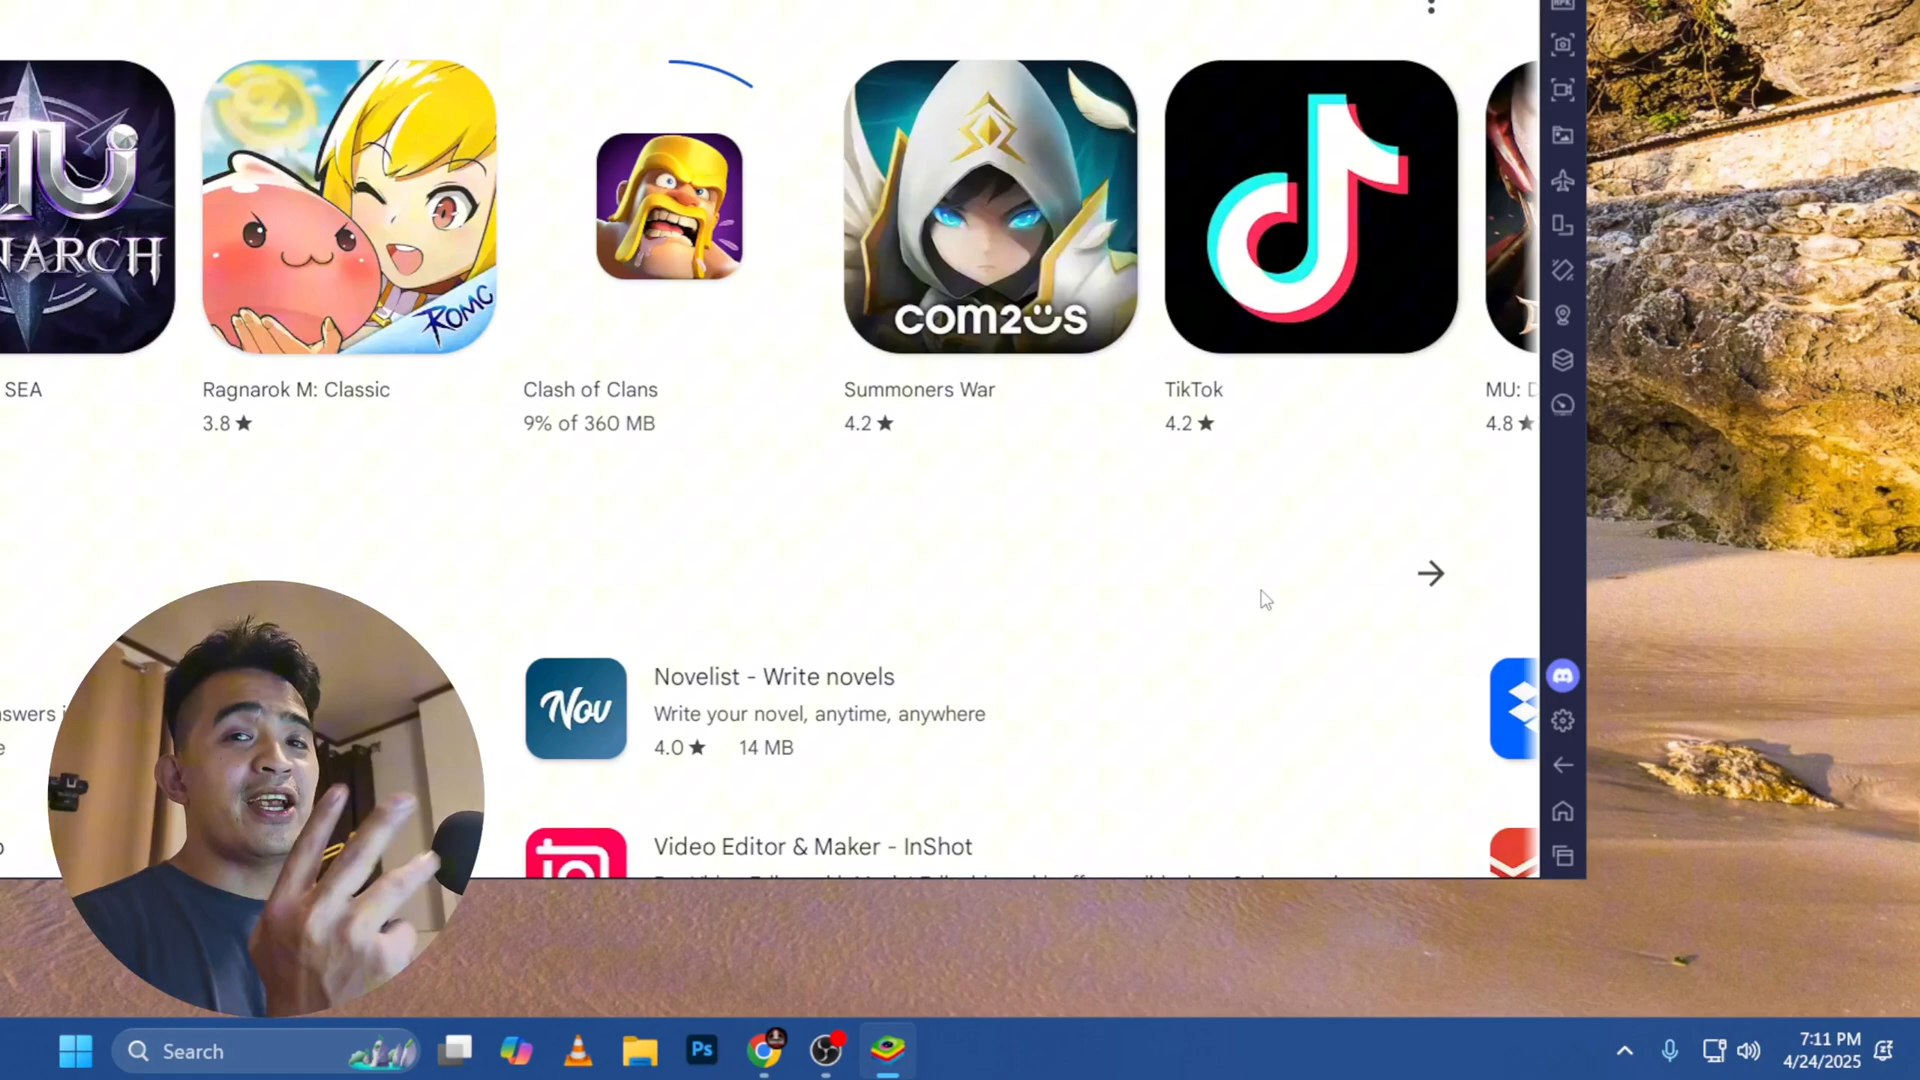 NARCH
ROMC
com2us
SEA
Ragnarok M: Classic
3.8 ★
Clash of Clans
9% of 360 MB
Summoners War
4.2 ★
TikTok
4.2 ★
MU:
4.8 ★
Nov
Novelist - Write novels
Write your novel, anytime, anywhere
4.0 ★ 14 MB
Video Editor & Maker - InShot
Search
Ps
7:11 PM
4/24/2025